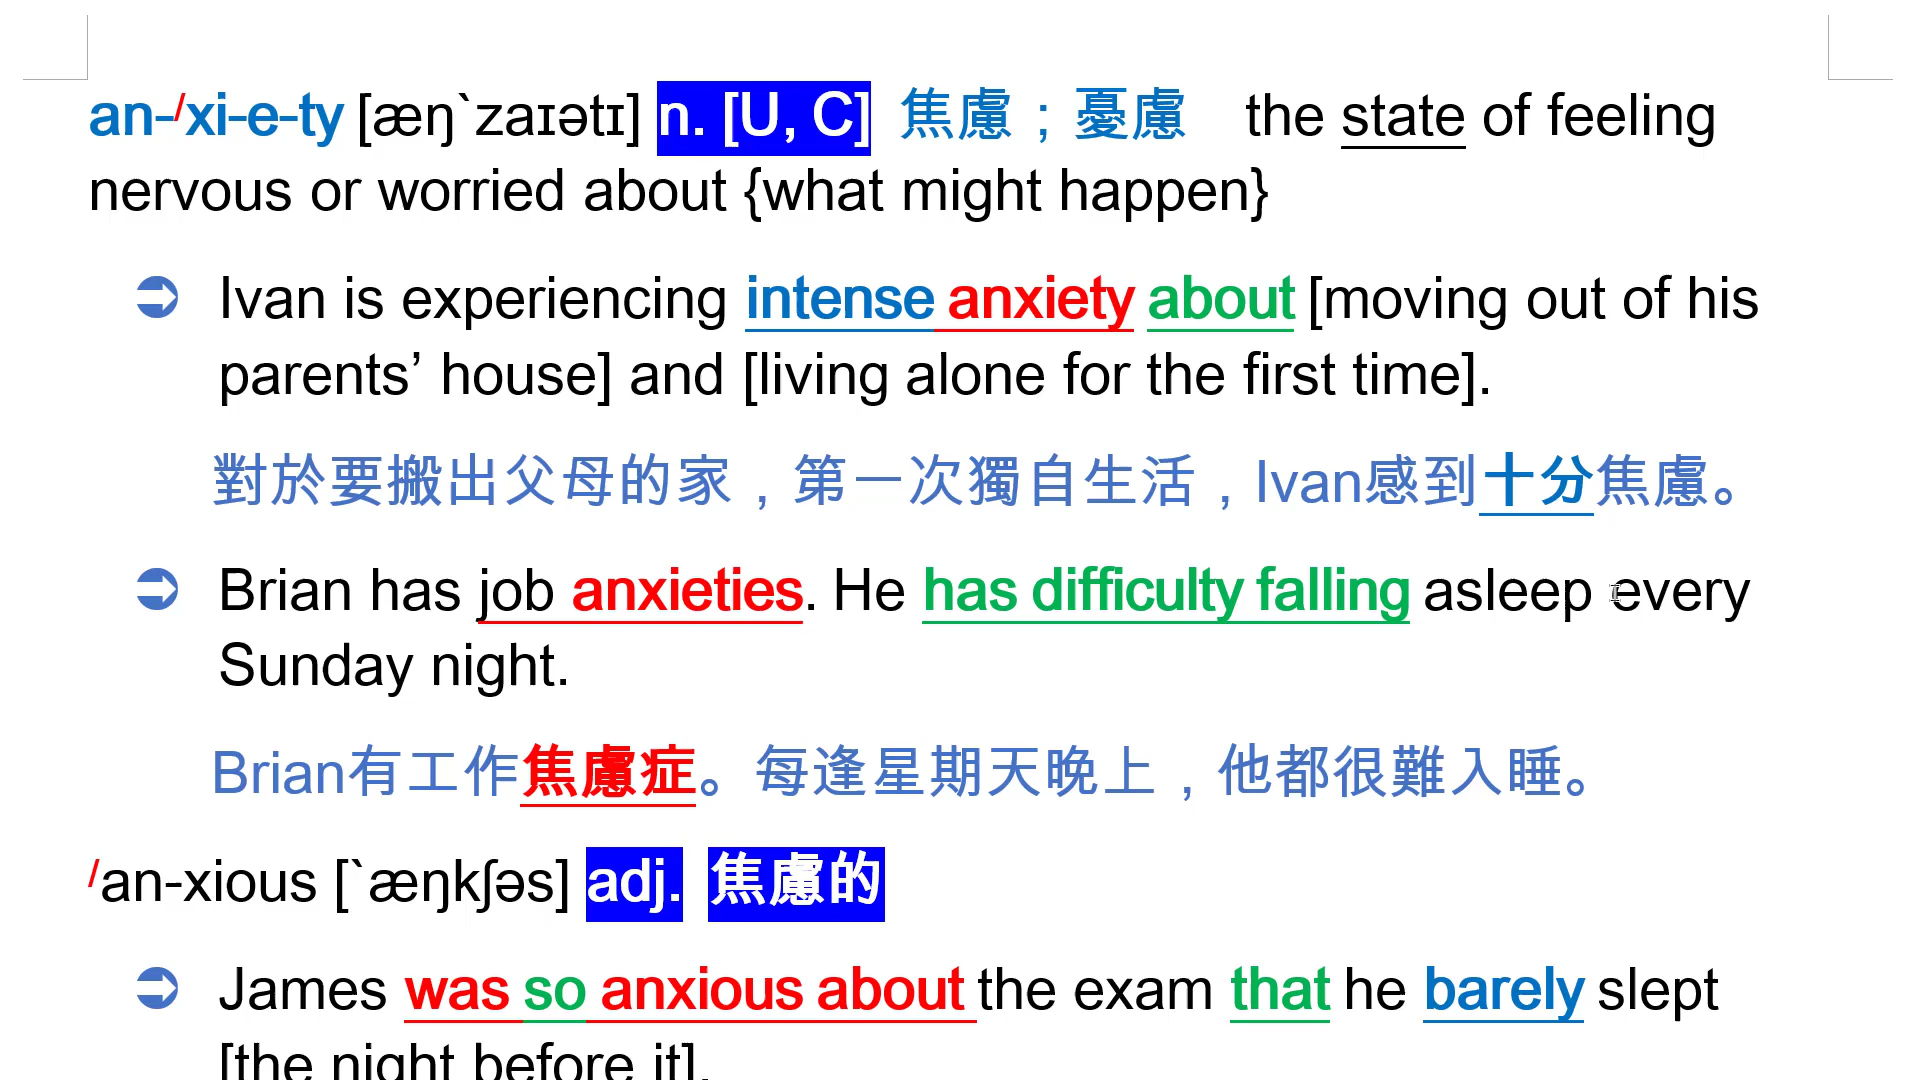 an-/xi-e-ty [æŋ`zaɪətɪ] n. [U, C] 焦慮；憂慮 the state of feeling
nervous or worried about {what might happen}
Ivan is experiencing intense anxiety about [moving out of his
parents’ house] and [living alone for the first time].
對於要搬出父母的家，第一次獨自生活，Ivan感到十分焦慮。
Brian has job anxieties. He has difficulty falling asleep every
Sunday night.
Brian有工作焦慮症。每逢星期天晚上，他都很難入睡。
/an-xious [`æŋkʃəs] adj. 焦慮的
James was so anxious about the exam that he barely slept
[the night before it].